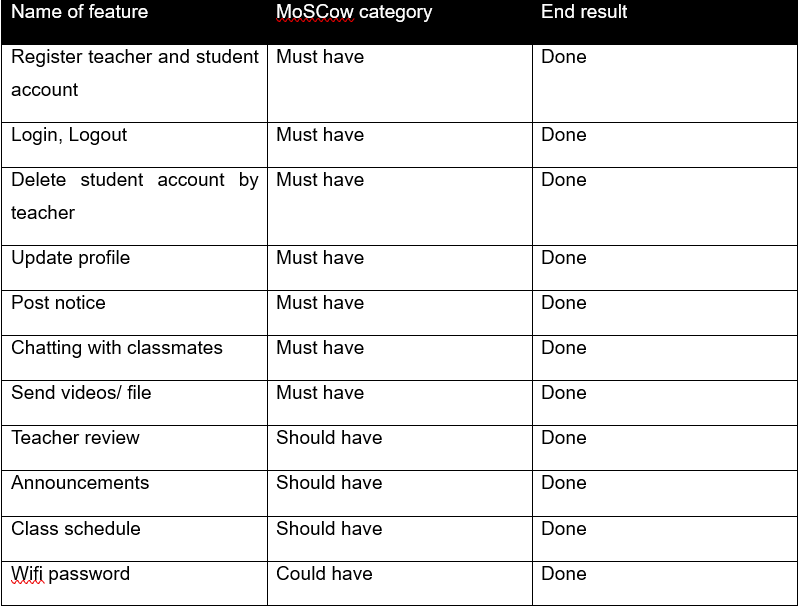 Name of feature MoSCow category End result
Register teacher and student Must have Done
account
Login, Logout Must have Done
Delete student account by Must have Done
teacher
Update profile Must have Done
Post notice Must have Done
Chatting with classmates Must have Done
Send videos/ file Must have Done
Teacher review Should have Done
Announcements Should have Done
Class schedule Should have Done
Wifi password Could have Done